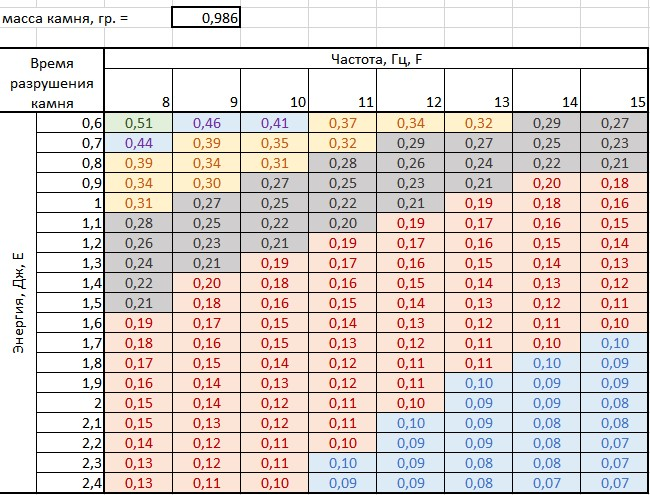 масса камня, гр. = 0,986
Время разрушения камня
Частота, Гц, F
8 9 10 11 12 13 14 15
Энергия, Дж, E
0,6 0,51 0,46 0,41 0,37 0,34 0,32 0,29 0,27
0,7 0,44 0,39 0,35 0,32 0,29 0,27 0,25 0,23
0,8 0,39 0,34 0,31 0,28 0,26 0,24 0,22 0,21
0,9 0,34 0,30 0,27 0,25 0,23 0,21 0,20 0,18
1 0,31 0,27 0,25 0,22 0,21 0,19 0,18 0,16
1,1 0,28 0,25 0,22 0,20 0,19 0,17 0,16 0,15
1,2 0,26 0,23 0,21 0,19 0,17 0,16 0,15 0,14
1,3 0,24 0,21 0,19 0,17 0,16 0,15 0,14 0,13
1,4 0,22 0,20 0,18 0,16 0,15 0,14 0,13 0,12
1,5 0,21 0,18 0,16 0,15 0,14 0,13 0,12 0,11
1,6 0,19 0,17 0,15 0,14 0,13 0,12 0,11 0,10
1,7 0,18 0,16 0,15 0,13 0,12 0,11 0,10 0,10
1,8 0,17 0,15 0,14 0,12 0,11 0,11 0,10 0,09
1,9 0,16 0,14 0,13 0,12 0,11 0,10 0,09 0,09
2 0,15 0,14 0,12 0,11 0,10 0,09 0,09 0,08
2,1 0,15 0,13 0,12 0,11 0,10 0,09 0,08 0,08
2,2 0,14 0,12 0,11 0,10 0,09 0,09 0,08 0,07
2,3 0,13 0,12 0,11 0,10 0,09 0,08 0,08 0,07
2,4 0,13 0,11 0,10 0,09 0,09 0,08 0,07 0,07